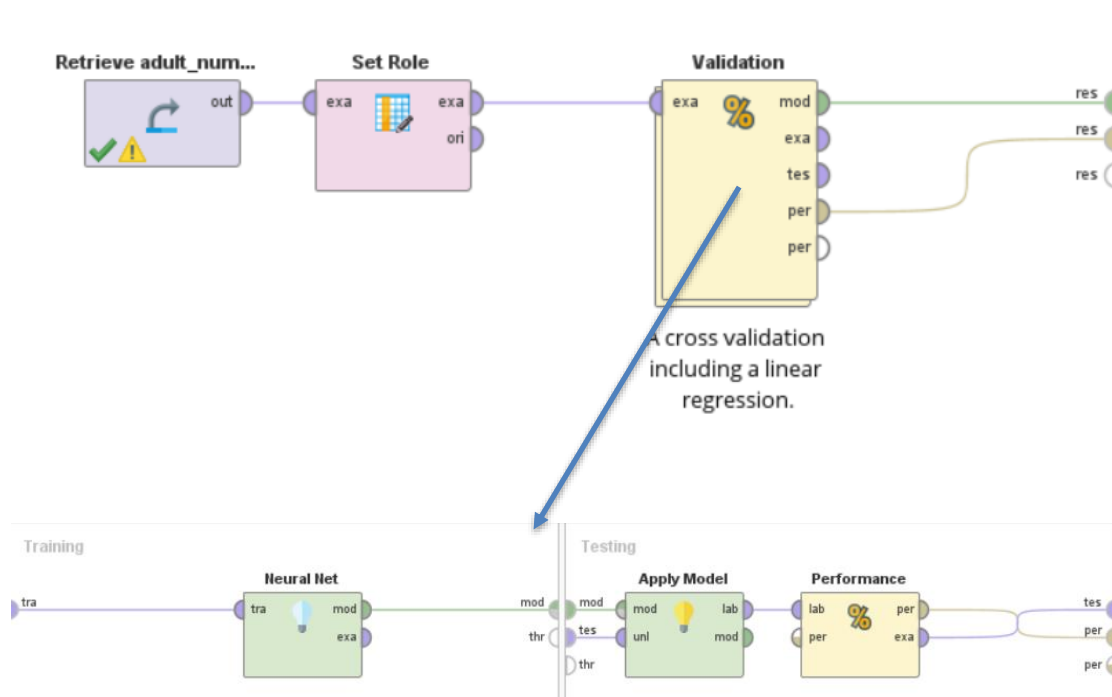 Retrieve adult_num... Set Role Validation
out exa exa exa mod res
ori exa res
tes res
per
per
A cross validation
including a linear
regression.
Training Testing
Neural Net Apply Model Performance
tra tra mod mod mod mod lab lab per tes
exa thr tes unl mod per exa per
thr per